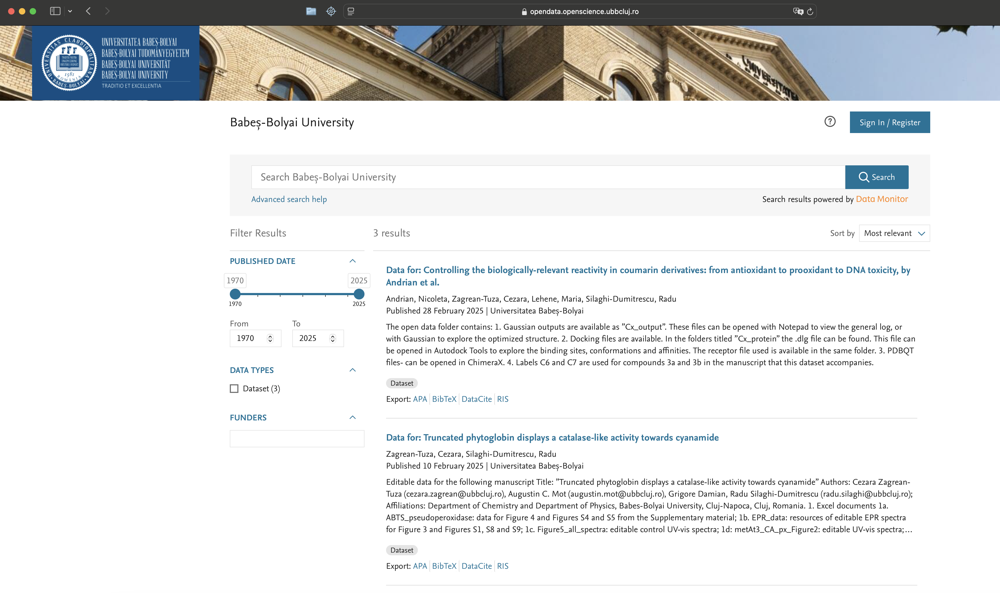 opendata.openscience.ubbcluj.ro
UNIVERSITAS CLAUDIOPOLITANA
TRADITIO NOSTRA
UNACUM EUROPAE
VIRTUTIBUS SPLENDET
1581
ROMÂNIA
UNIV. BABEȘ-BOLYAI
UNIVERSITATEA BABEȘ-BOLYAI
BABEȘ-BOLYAI TUDOMÁNYEGYETEM
BABEȘ-BOLYAI UNIVERSITÄT
BABEȘ-BOLYAI UNIVERSITY
TRADITIO ET EXCELLENTIA
UNIVERSITATEA
Babeș-Bolyai University
?
Sign In / Register
Search Babeș-Bolyai University
Search
Advanced search help
Search results powered by Data Monitor
Filter Results
3 results
Sort by Most relevant
PUBLISHED DATE
1970 2025
1970 2025
From To
1970 2025
DATA TYPES
Dataset (3)
FUNDERS
Data for: Controlling the biologically-relevant reactivity in coumarin derivatives: from antioxidant to prooxidant to DNA toxicity, by
Andrian et al.
Andrian, Nicoleta, Zagrean-Tuza, Cezara, Lehene, Maria, Silaghi-Dumitrescu, Radu
Published 28 February 2025 | Universitatea Babeș-Bolyai
The open data folder contains: 1. Gaussian outputs are available as ”Cx_output”. These files can be opened with Notepad to view the general log, or
with Gaussian to explore the optimized structure. 2. Docking files are available. In the folders titled ”Cx_protein” the .dlg file can be found. This file can
be opened in Autodock Tools to explore the binding sites, conformations and affinities. The receptor file used is available in the same folder. 3. PDBQT
files- can be opened in ChimeraX. 4. Labels C6 and C7 are used for compounds 3a and 3b in the manuscript that this dataset accompanies.
Dataset
Export: APA BibTeX DataCite RIS
Data for: Truncated phytoglobin displays a catalase-like activity towards cyanamide
Zagrean-Tuza, Cezara, Silaghi-Dumitrescu, Radu
Published 10 February 2025 | Universitatea Babeș-Bolyai
Editable data for the following manuscript Title: ”Truncated phytoglobin displays a catalase-like activity towards cyanamide” Authors: Cezara Zagrean-
Tuza (cezara.zagrean@ubbcluj.ro), Augustin C. Mot (augustin.mot@ubbcluj.ro), Grigore Damian, Radu Silaghi-Dumitrescu (radu.silaghi@ubbcluj.ro);
Affiliations: Department of Chemistry and Department of Physics, Babes-Bolyai University, Cluj-Napoca, Cluj, Romania. 1. Excel documents 1a.
ABTS_pseudoperoxidase: data for Figure 4 and Figures S4 and S5 from the Supplementary material; 1b. EPR_data: resources of editable EPR spectra
for Figure 3 and Figures S1, S8 and S9; 1c. Figure5_all_spectra: editable control UV-vis spectra; 1d: metAt3_CA_px_Figure2: editable UV-vis spectra;…
Dataset
Export: APA BibTeX DataCite RIS